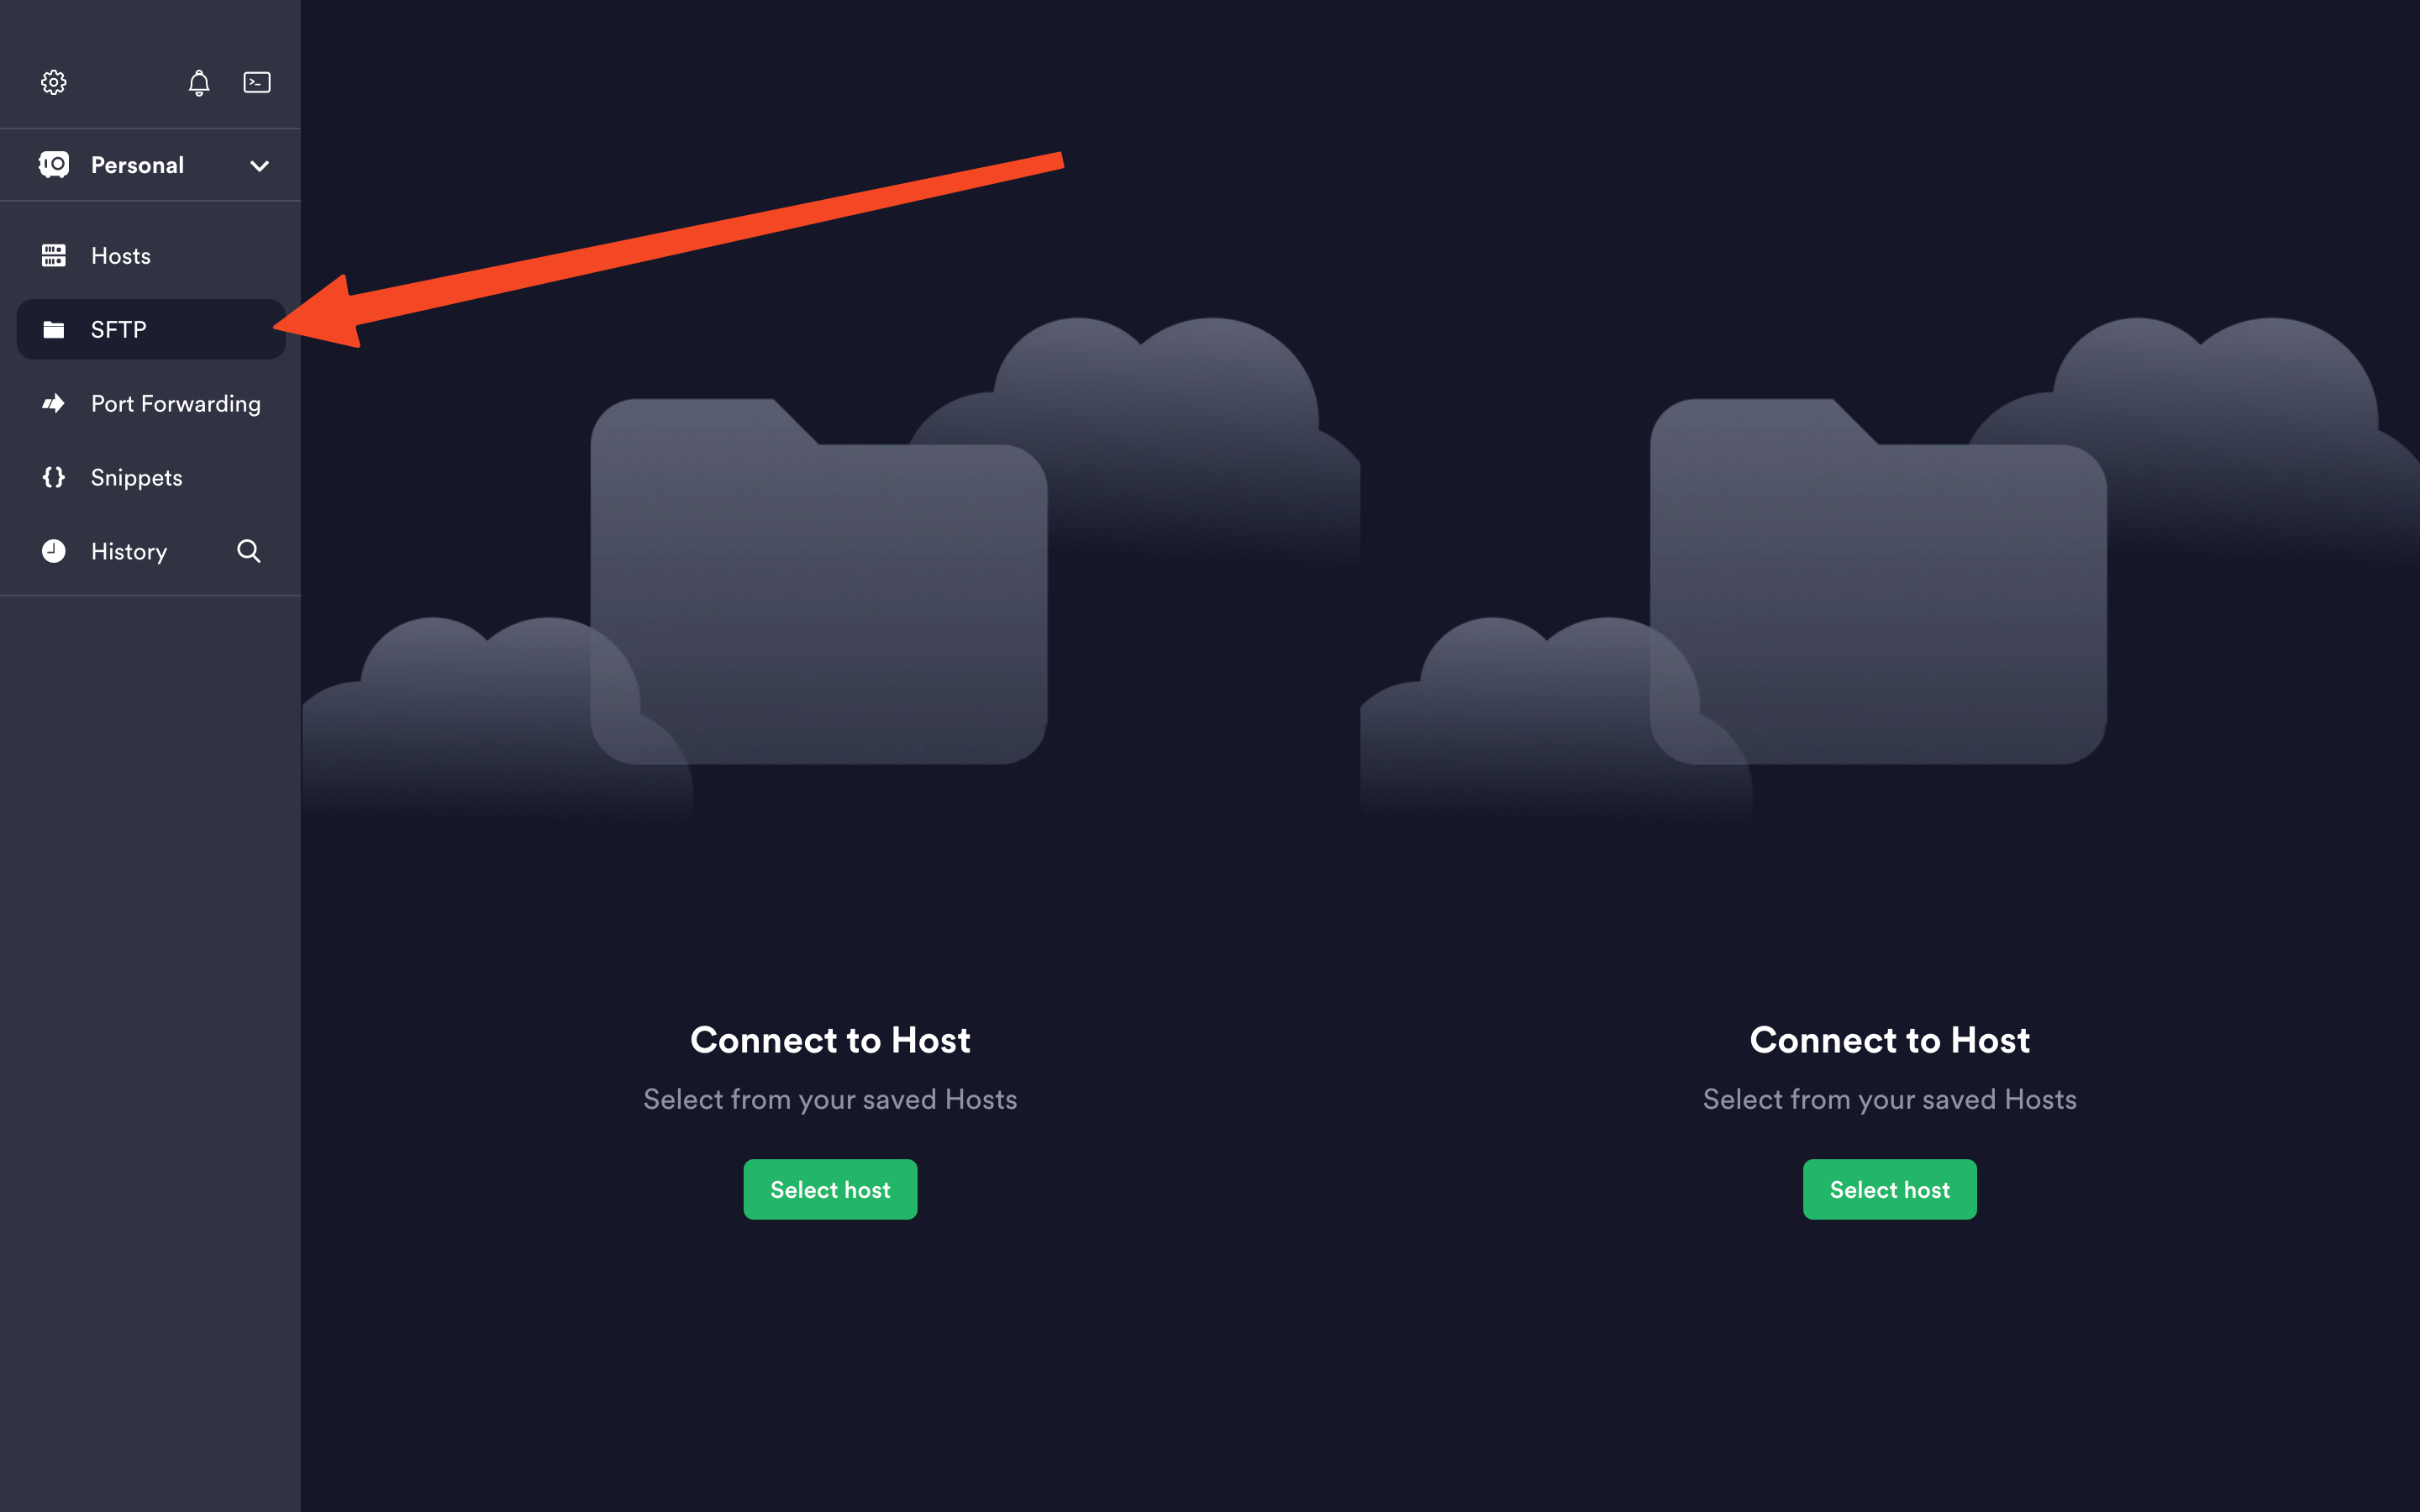 Personal
Hosts
SFTP
Port Forwarding
Snippets
History
Connect to Host
Select from your saved Hosts
Select host
Connect to Host
Select from your saved Hosts
Select host